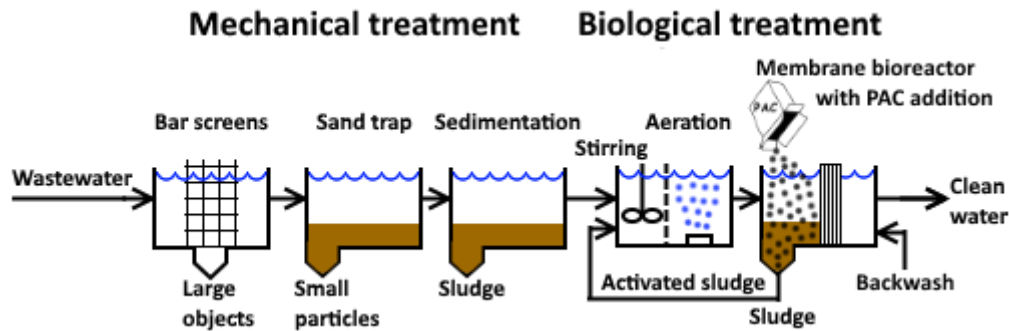 Mechanical treatment
Biological treatment
Membrane bioreactor
with PAC addition
PAC
Bar screens
Sand trap
Sedimentation
Aeration
Stirring
Wastewater
Clean
water
Large
objects
Small
particles
Sludge
Activated sludge
Sludge
Backwash